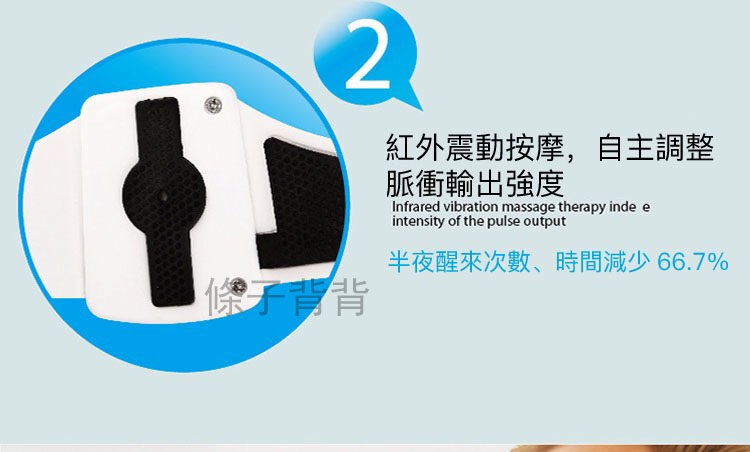 2
紅外震動按摩，自主調整
脈衝輸出強度
Infrared vibration massage therapy inde e
intensity of the pulse output
半夜醒來次數、時間減少 66.7%
條子背背